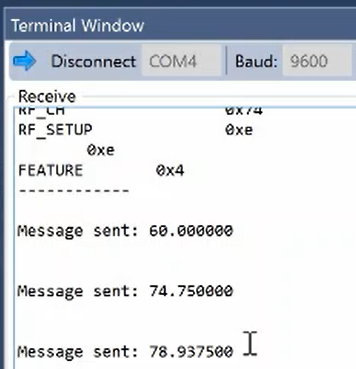 Terminal Window
Disconnect COM4 Baud: 9600
Receive
RF_CH 0x74
RF_SETUP 0xe
0xe
FEATURE 0x4
------------
Message sent: 60.000000
Message sent: 74.750000
Message sent: 78.937500